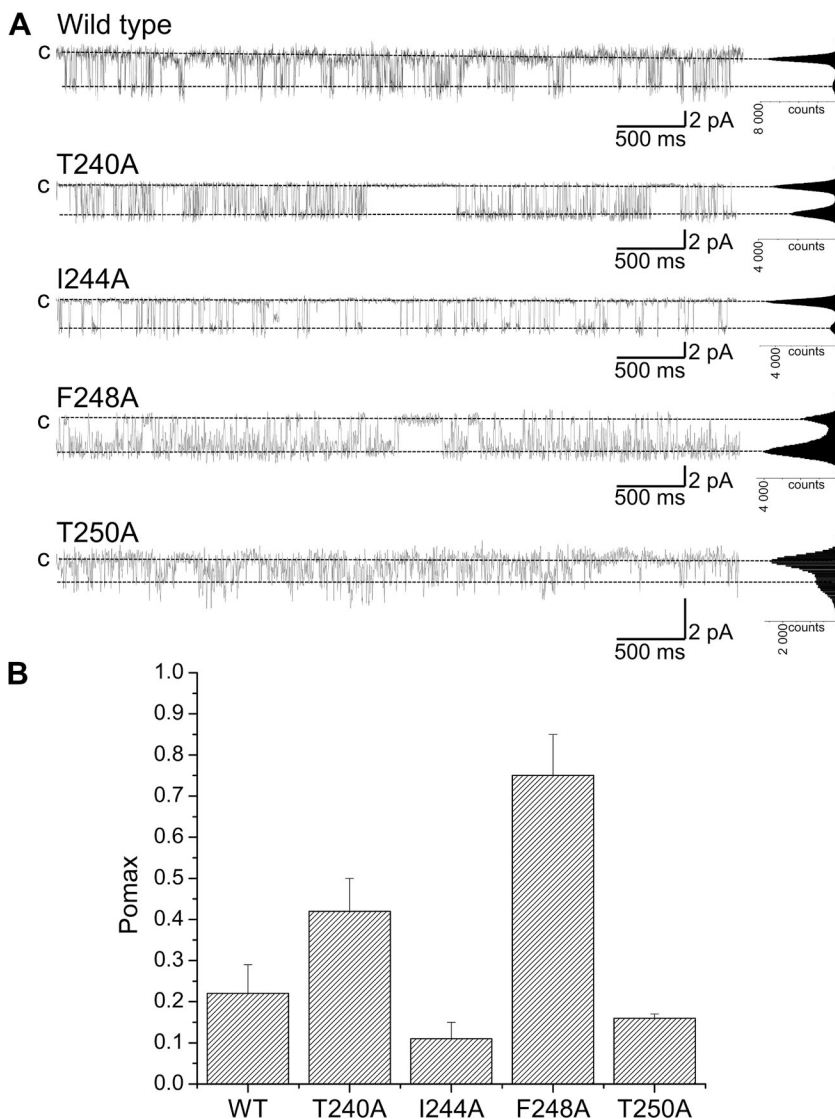 A Wild type
c
2 pA
500 ms
8 000
counts
T240A
c
2 pA
500 ms
4 000
counts
I244A
c
2 pA
500 ms
4 000
counts
F248A
c
2 pA
500 ms
4 000
counts
T250A
c
2 pA
500 ms
2 000
counts
B
1.0
0.9
0.8
0.7
0.6
0.5
0.4
0.3
0.2
0.1
0.0
Pomax
WT T240A I244A F248A T250A